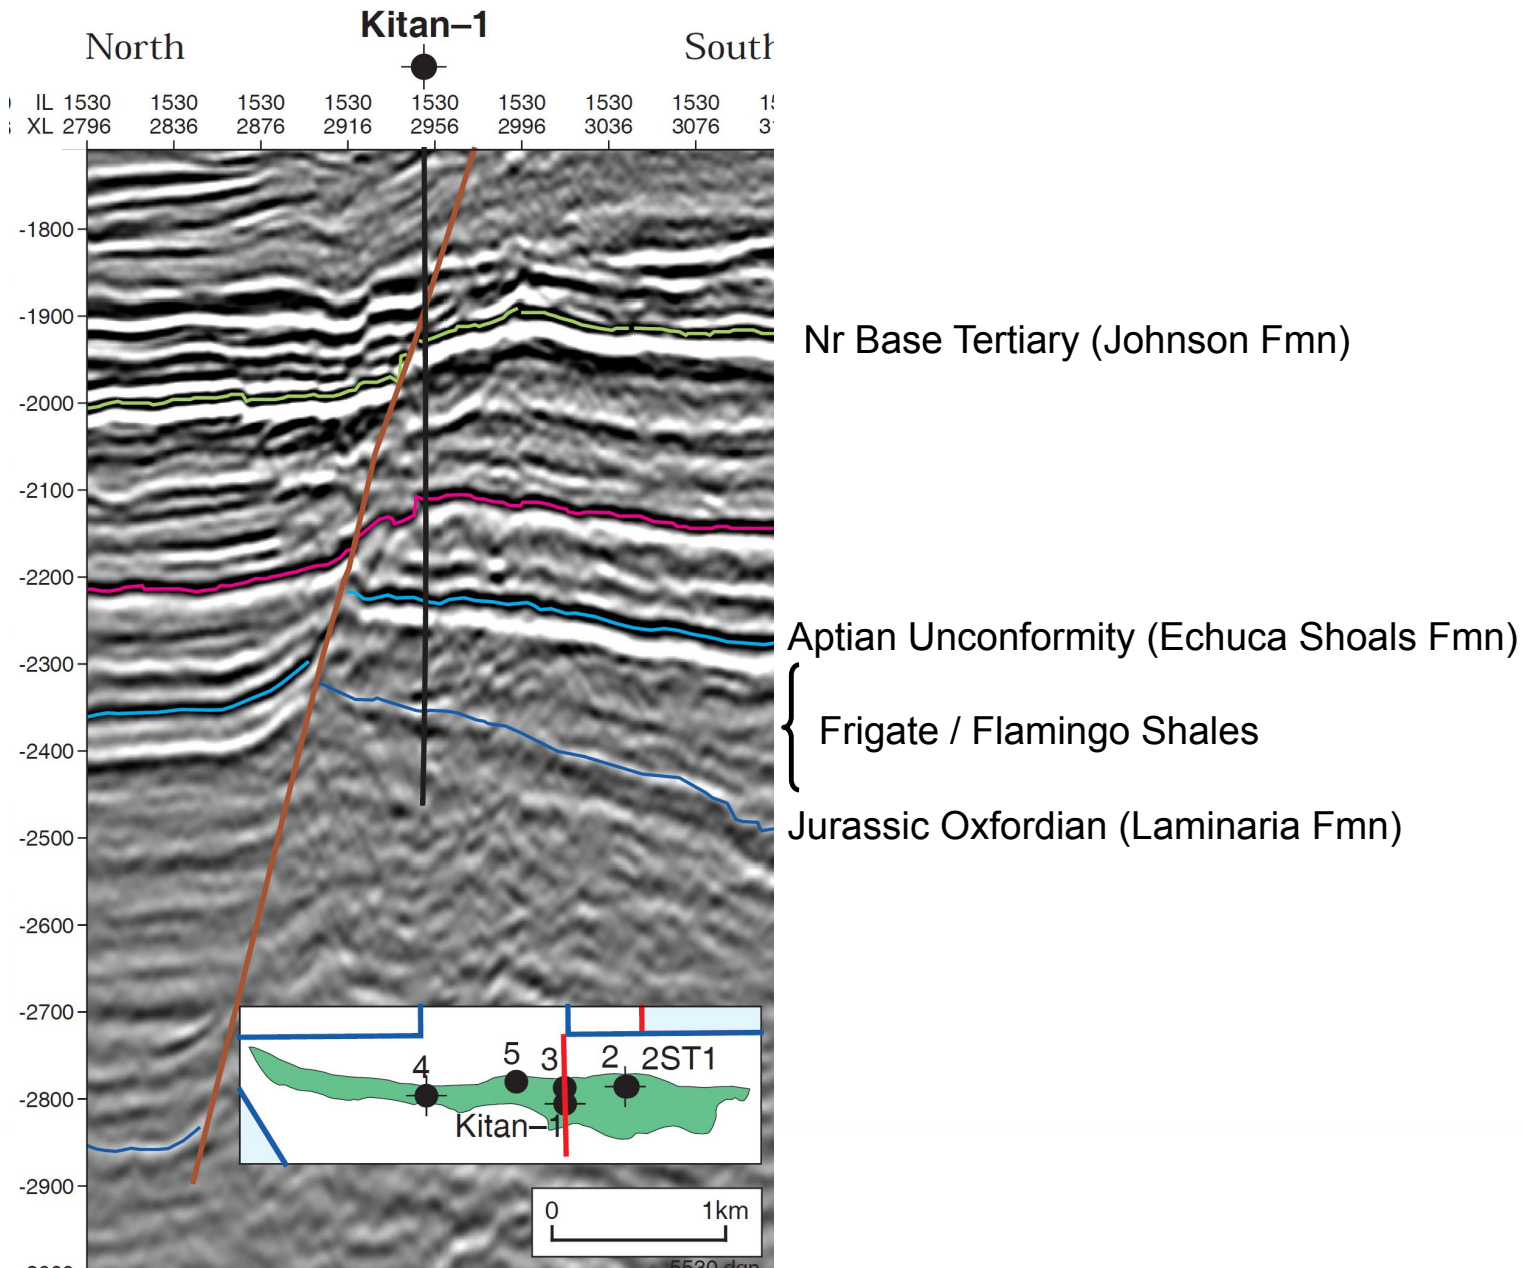 Kitan–1
North
South
IL 1530 1530 1530 1530 1530 1530 1530 1530
XL 2796 2836 2876 2916 2956 2996 3036 3076
-1800
-1900
Nr Base Tertiary (Johnson Fmn)
-2000
-2100
-2200
Aptian Unconformity (Echuca Shoals Fmn)
-2300
Frigate / Flamingo Shales
-2400
Jurassic Oxfordian (Laminaria Fmn)
-2500
-2600
-2700
4 5 3 2 2ST1
-2800
Kitan–1
-2900
0 1km